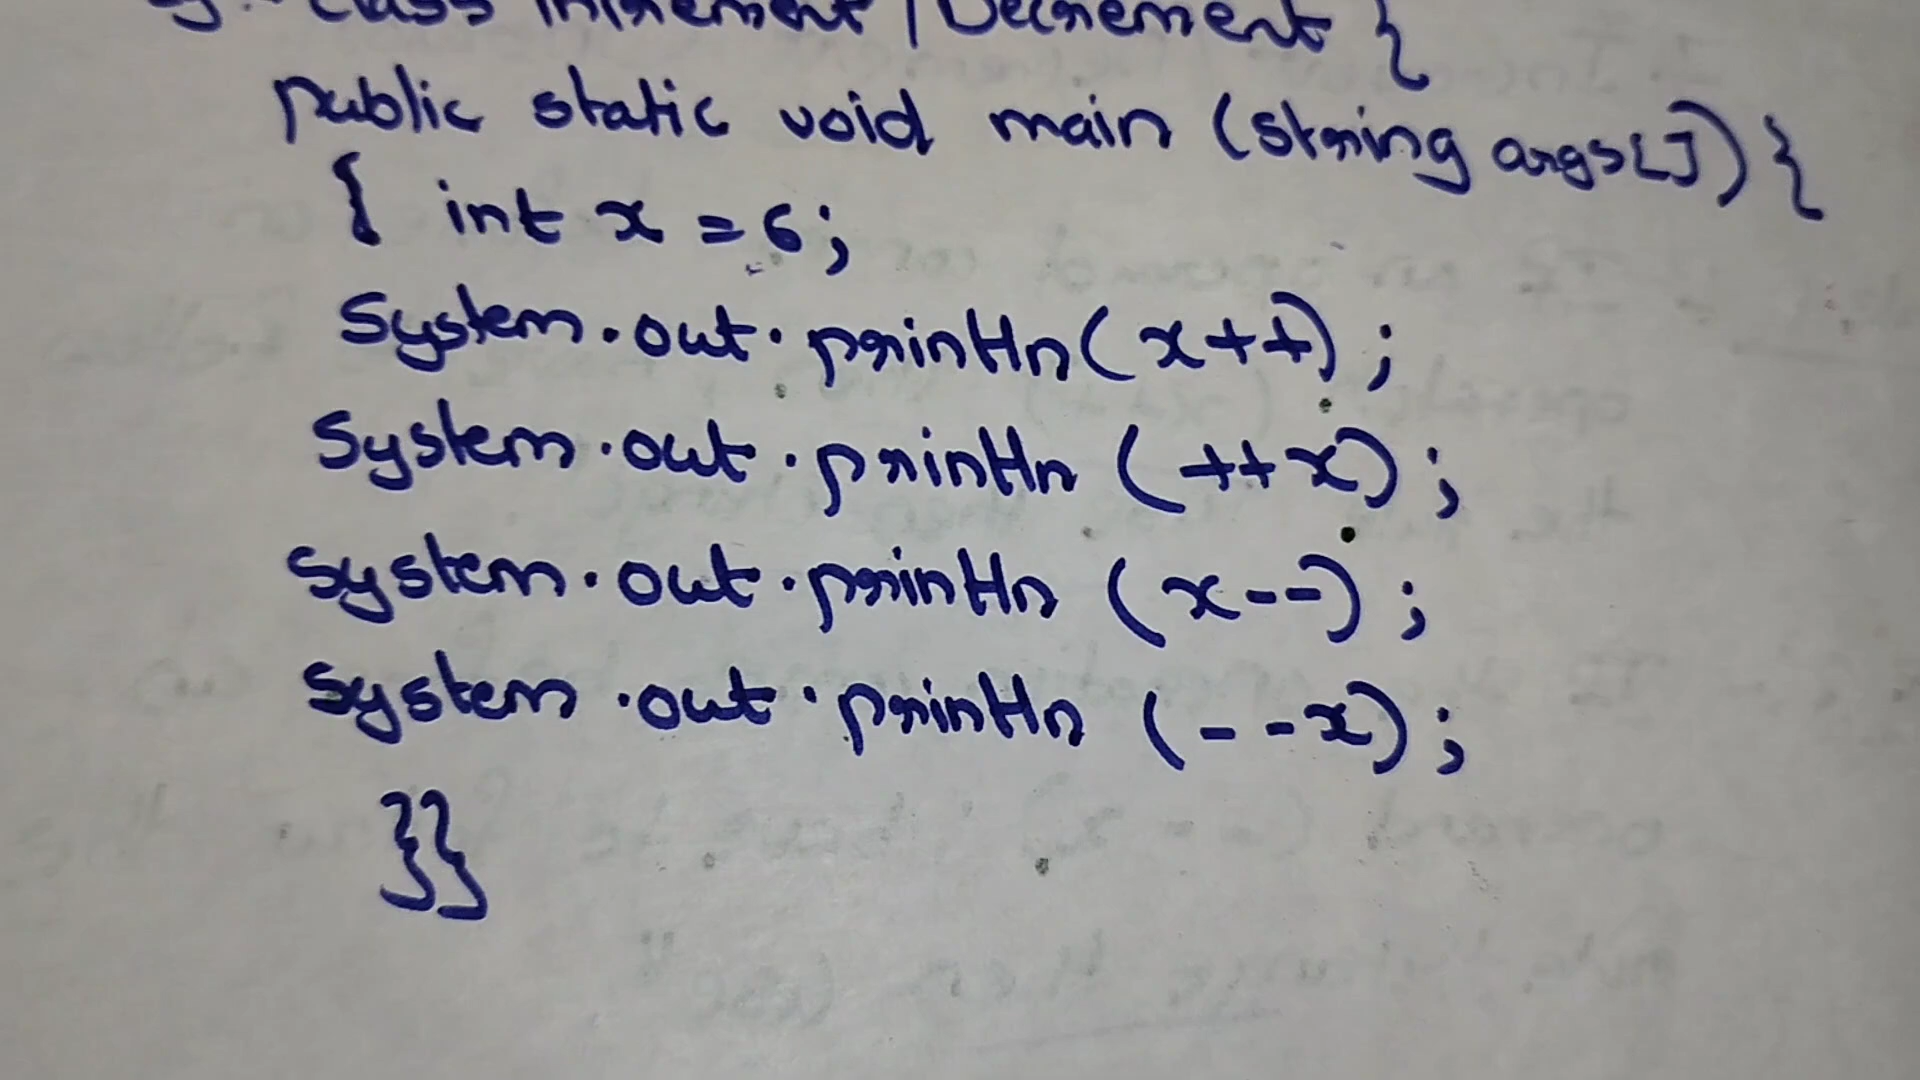 class Increment / Decrement {
public static void main (string args[]) {
{ int x = 6;
System.out.println(x++);
System.out.println (++x);
System.out.println (x--);
System.out.println (--x);
}}